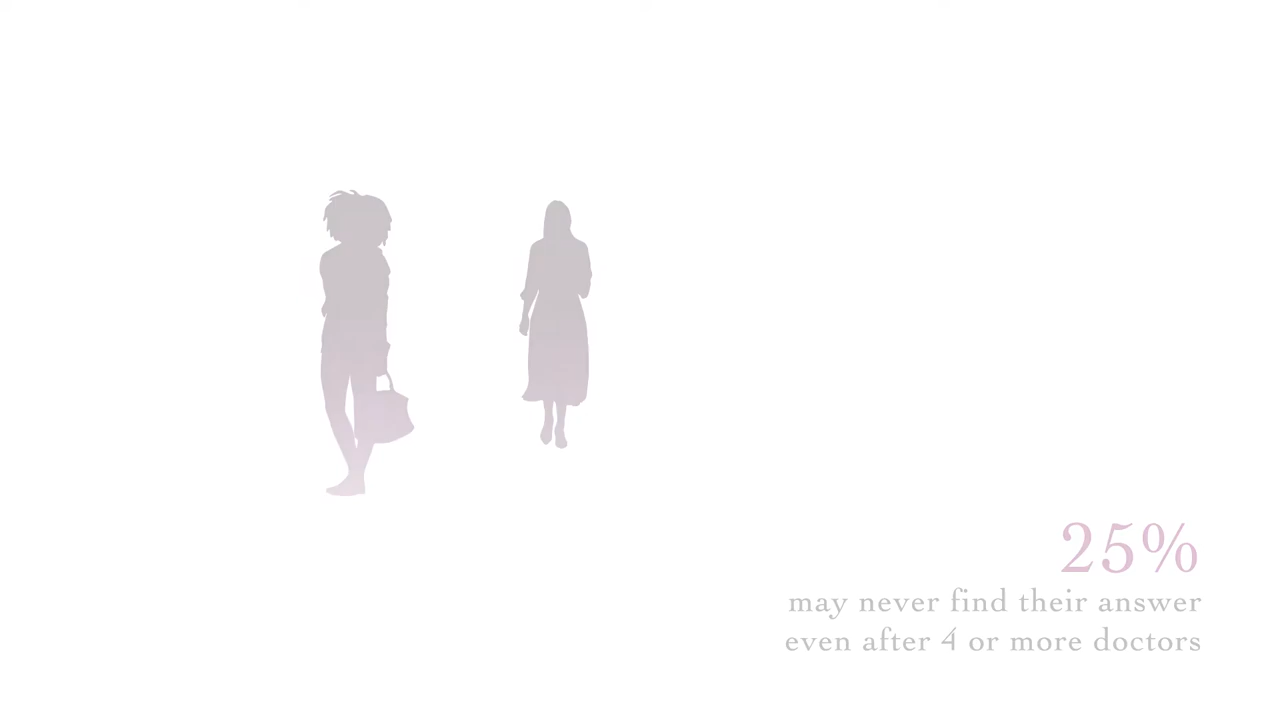 25%
may never find their answer
even after 4 or more doctors